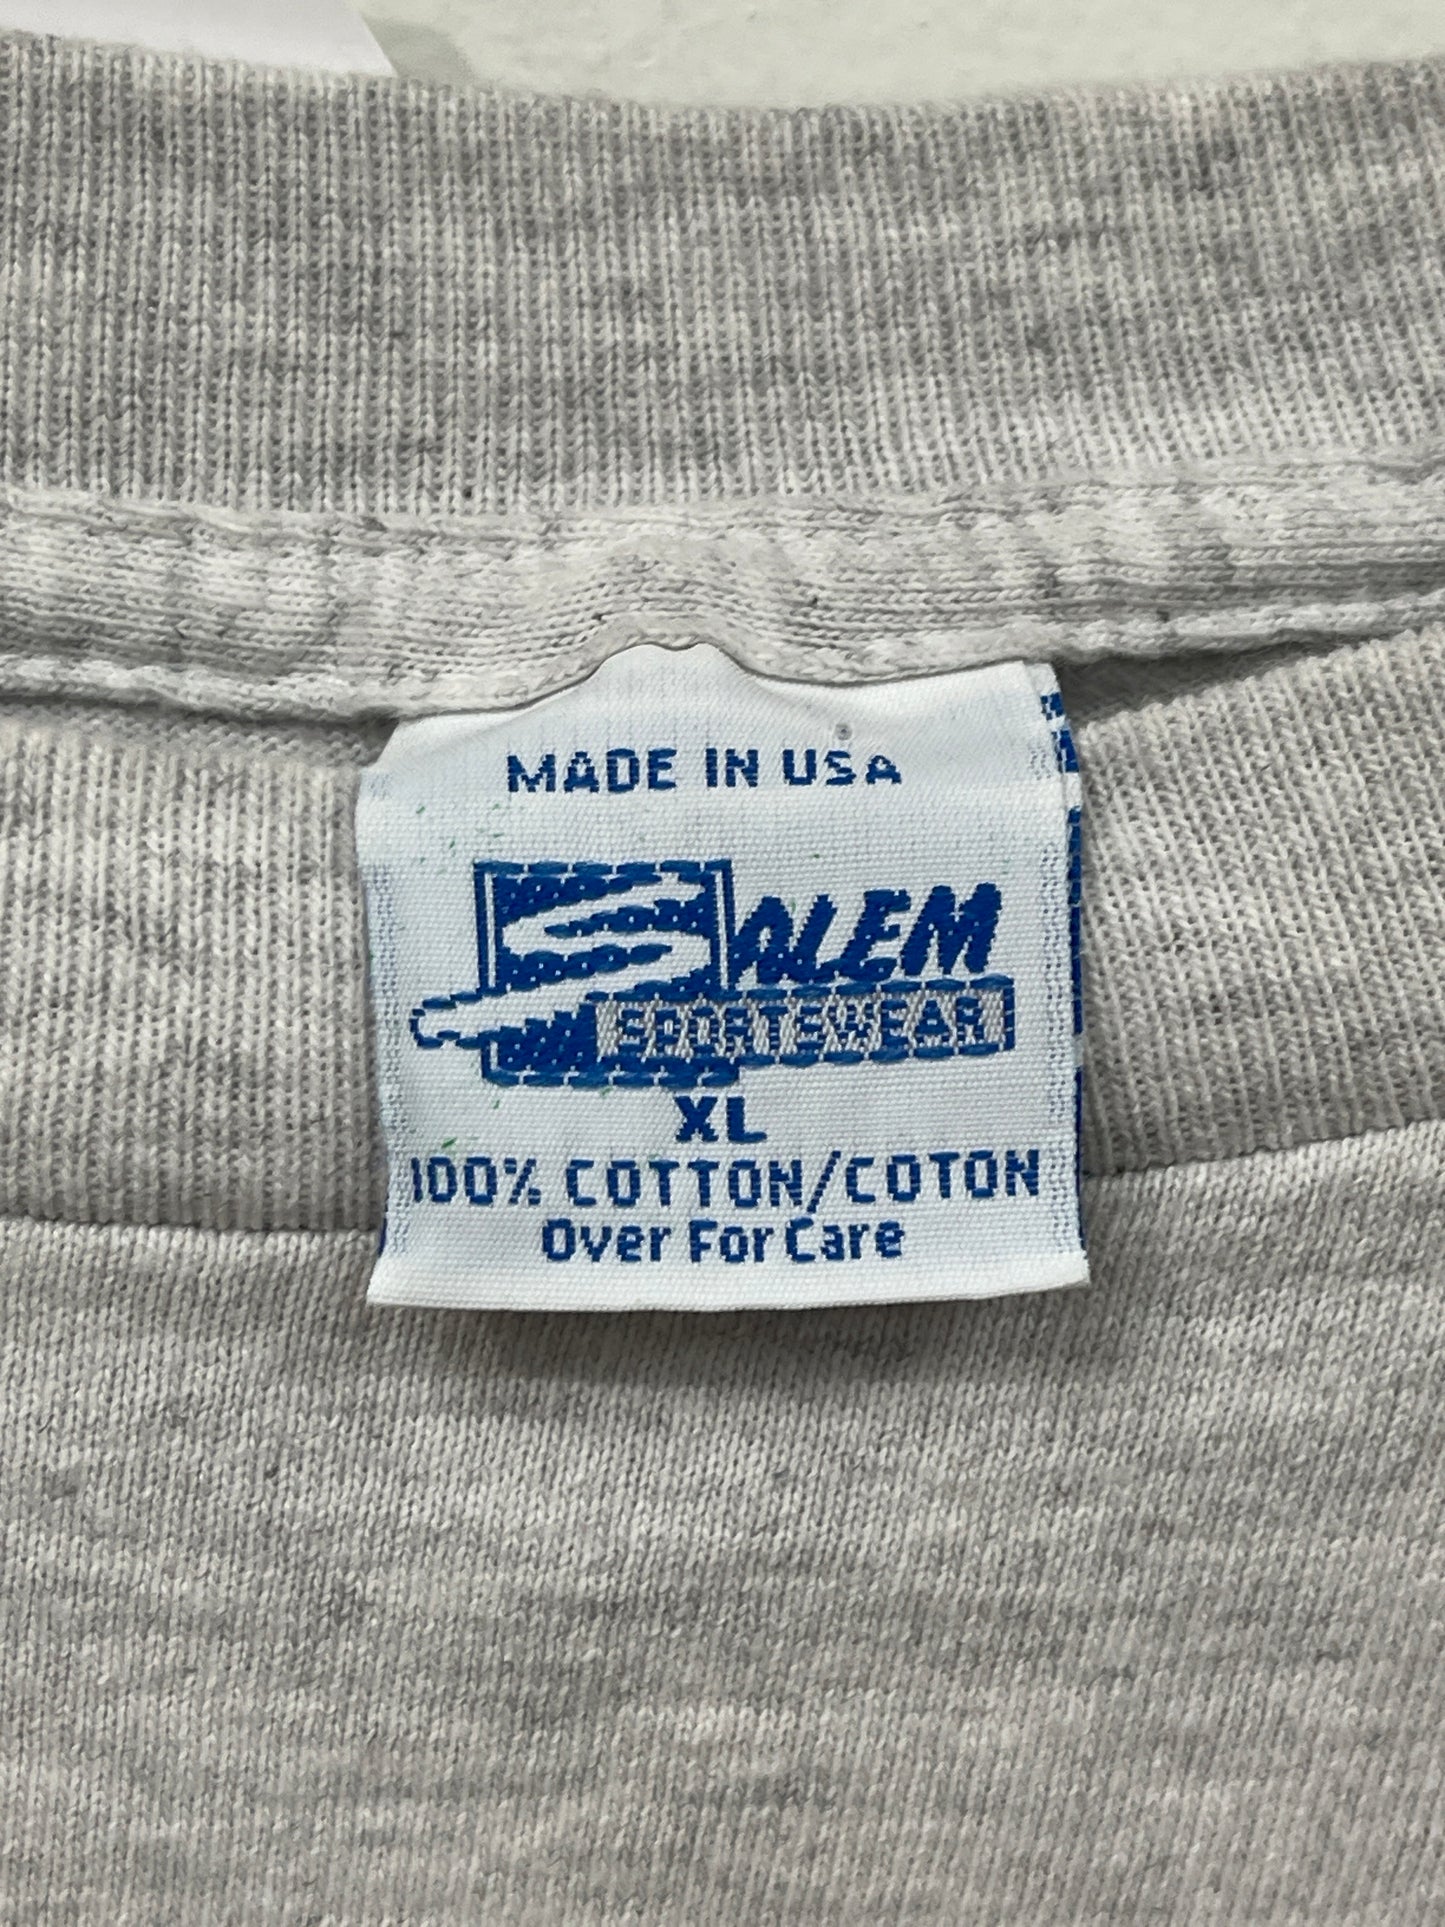 MADE IN USA
SALEM
SPORTSWEAR
XL
100% COTTON/COTON
Over For Care